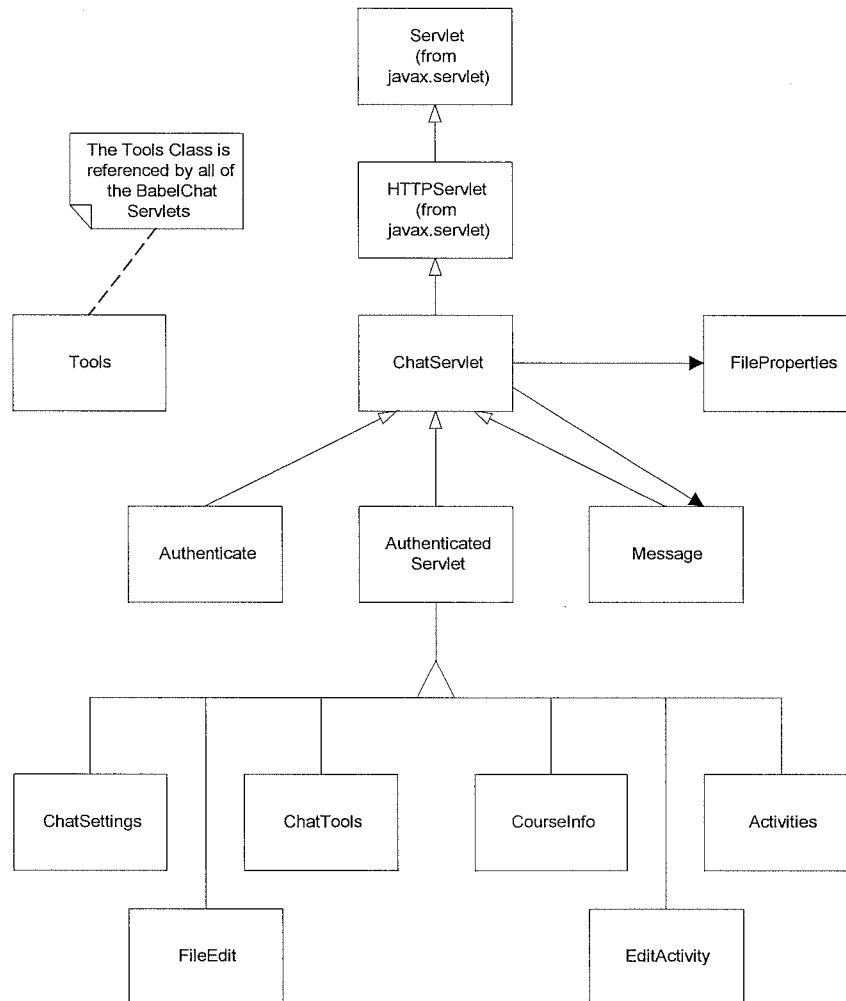 Servlet
(from
javax.servlet)
The Tools Class is
referenced by all of
the BabelChat
Servlets
HTTPServlet
(from
javax.servlet)
Tools
ChatServlet
FileProperties
Authenticate
Authenticated
Servlet
Message
ChatSettings
ChatTools
CourseInfo
Activities
FileEdit
EditActivity